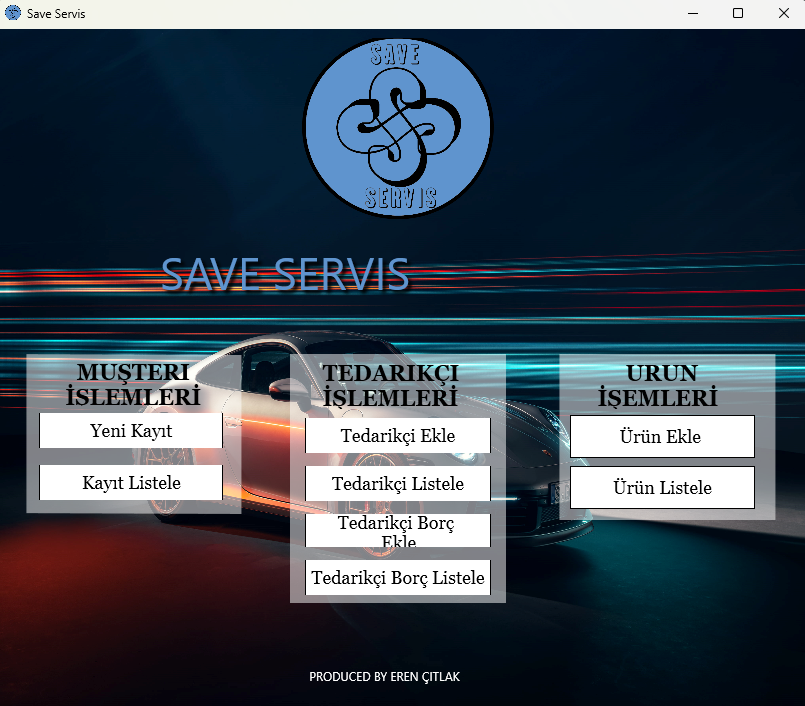 Save Servis
SAVE
SERVIS
SAVE SERVIS
MUŞTERI
İŞLEMLERİ
Yeni Kayıt
Kayıt Listele
TEDARIKÇI
İŞLEMLERİ
Tedarikçi Ekle
Tedarikçi Listele
Tedarikçi Borç
Ekle
Tedarikçi Borç Listele
URUN
İŞEMLERİ
Ürün Ekle
Ürün Listele
PRODUCED BY EREN ÇITLAK